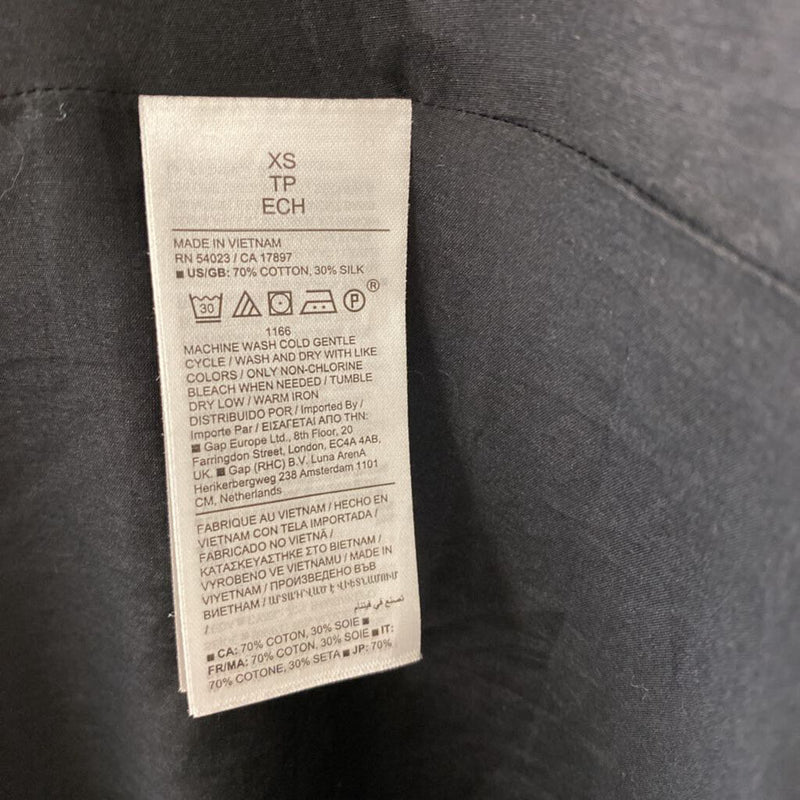 XS
TP
ECH
MADE IN VIETNAM
RN 54023 / CA 17897
■ US/GB: 70% COTTON, 30% SILK
30 P ®
1166
MACHINE WASH COLD GENTLE
CYCLE / WASH AND DRY WITH LIKE
COLORS / ONLY NON-CHLORINE
BLEACH WHEN NEEDED / TUMBLE
DRY LOW / WARM IRON
DISTRIBUIDO POR / Imported By /
Importe Par / ΕΙΣΑΓΕΤΑΙ ΑΠΟ ΤΗΝ:
■ Gap Europe Ltd., 8th Floor, 20
Farringdon Street, London, EC4A 4AB,
UK. ■ Gap (RHC) B.V. Luna ArenA
Herikerbergweg 238 Amsterdam 1101
CM, Netherlands
FABRIQUE AU VIETNAM / HECHO EN
VIETNAM CON TELA IMPORTADA /
FABRICADO NO VIETNÃ /
ΚΑΤΑΣΚΕΥΑΣΤΗΚΕ ΣΤΟ ΒΙΕΤΝΑΜ /
VYROBENO VE VIETNAMU / MADE IN
VIYETNAM / ПРОИЗВЕДЕНО ВЪВ
ВИЕТНАМ / ԱՐՏԱԴՐՎԱԾ Է ՎԻԵՏՆԱՄՈՒՄ
/ صنع في فيتنام
■ CA: 70% COTON, 30% SOIE ■
FR/MA: 70% COTON, 30% SOIE ■ IT:
70% COTONE, 30% SETA ■ JP: 70%